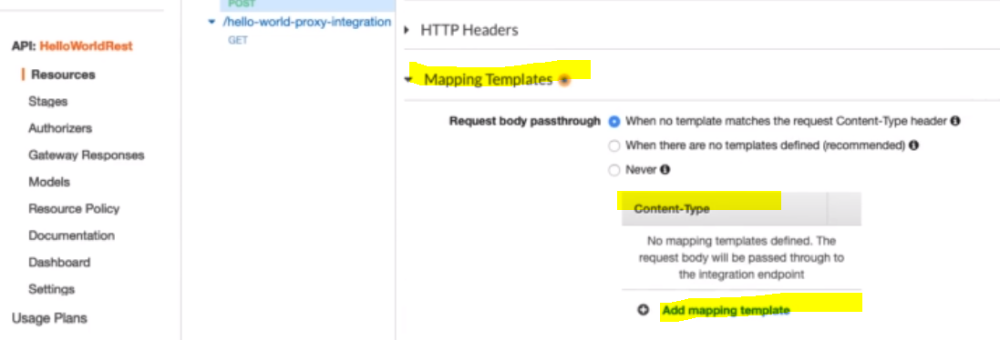 POST
/hello-world-proxy-integration
GET
API: HelloWorldRest
Resources
Stages
Authorizers
Gateway Responses
Models
Resource Policy
Documentation
Dashboard
Settings
Usage Plans
HTTP Headers
Mapping Templates
Request body passthrough
When no template matches the request Content-Type header
When there are no templates defined (recommended)
Never
Content-Type
No mapping templates defined. The
request body will be passed through to
the integration endpoint
Add mapping template